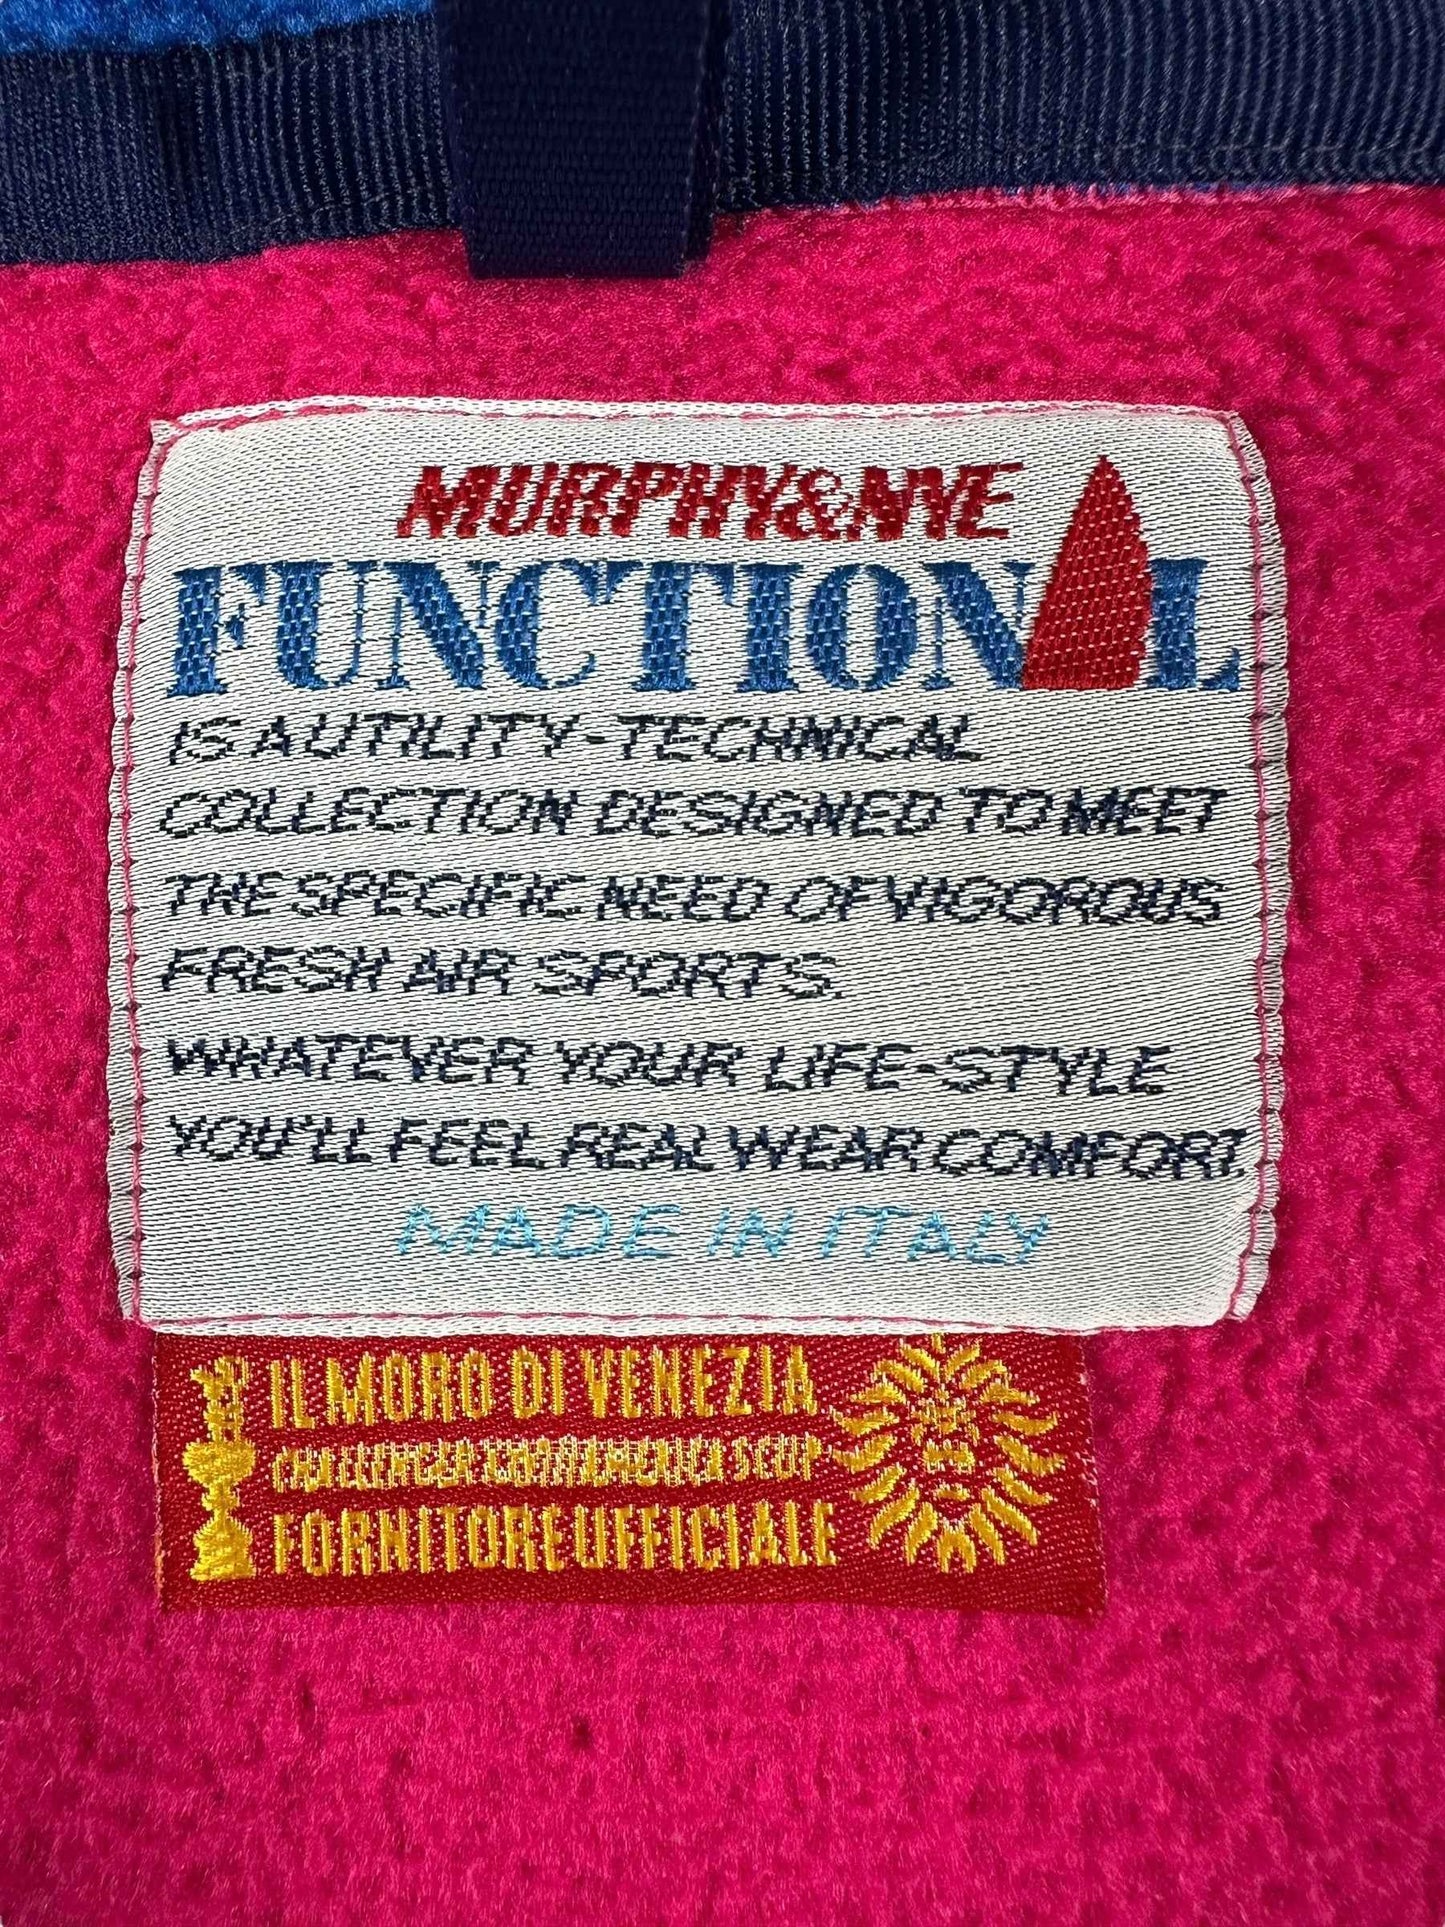 MURPHY&NYE
FUNCTIONAL
IS A UTILITY-TECHNICAL
COLLECTION DESIGNED TO MEET
THE SPECIFIC NEED OF VIGOROUS
FRESH AIR SPORTS.
WHATEVER YOUR LIFE-STYLE
YOU'LL FEEL REAL WEAR COMFORT.
MADE IN ITALY
IL MORO DI VENEZIA
CUP
FORNITORE UFFICIALE